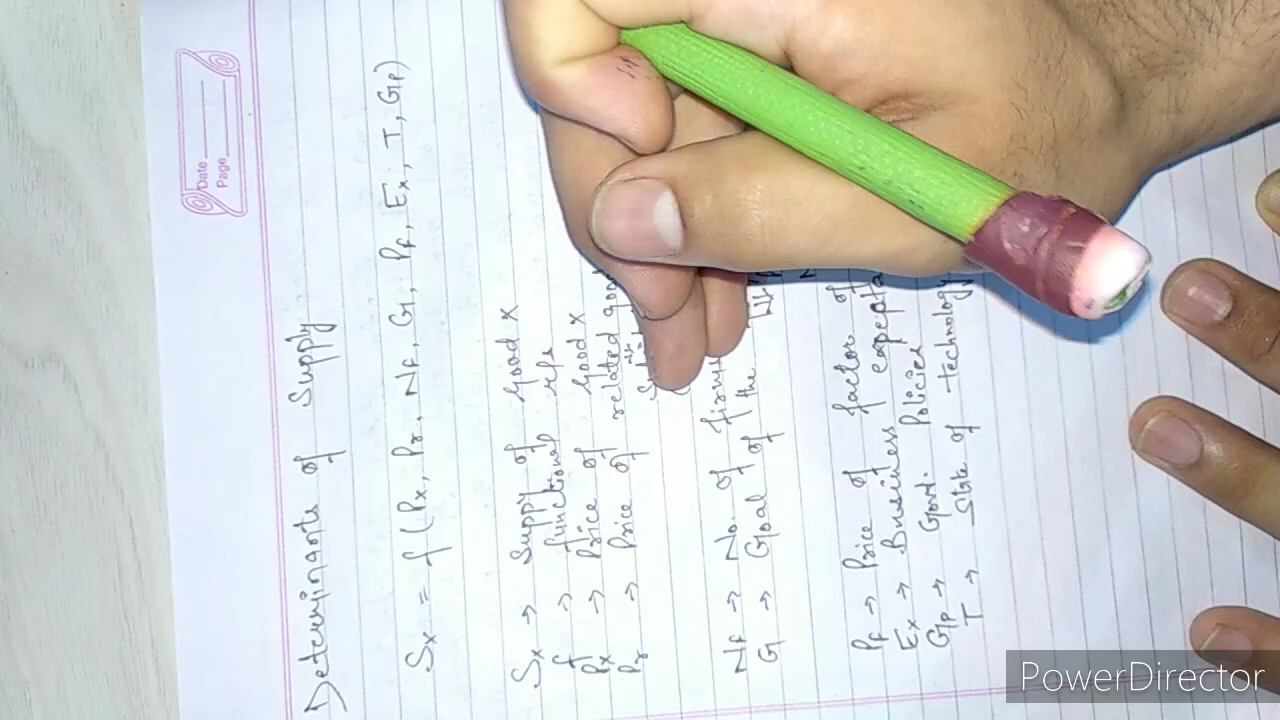 Date
Page
Determinants of Supply
Sx = f (Px, Pr, Nf, G, Pf, Ex, T, Gp)
Sx → Supply of Good x
f → functional r/s
Px → Price of Good x
Pr → Price of related good
Nf → No. of firms
G → Goal of the
Pf → Price of factor of
Ex → Business expepta
Gp → Govt. Policies
T → State of technology
PowerDirector